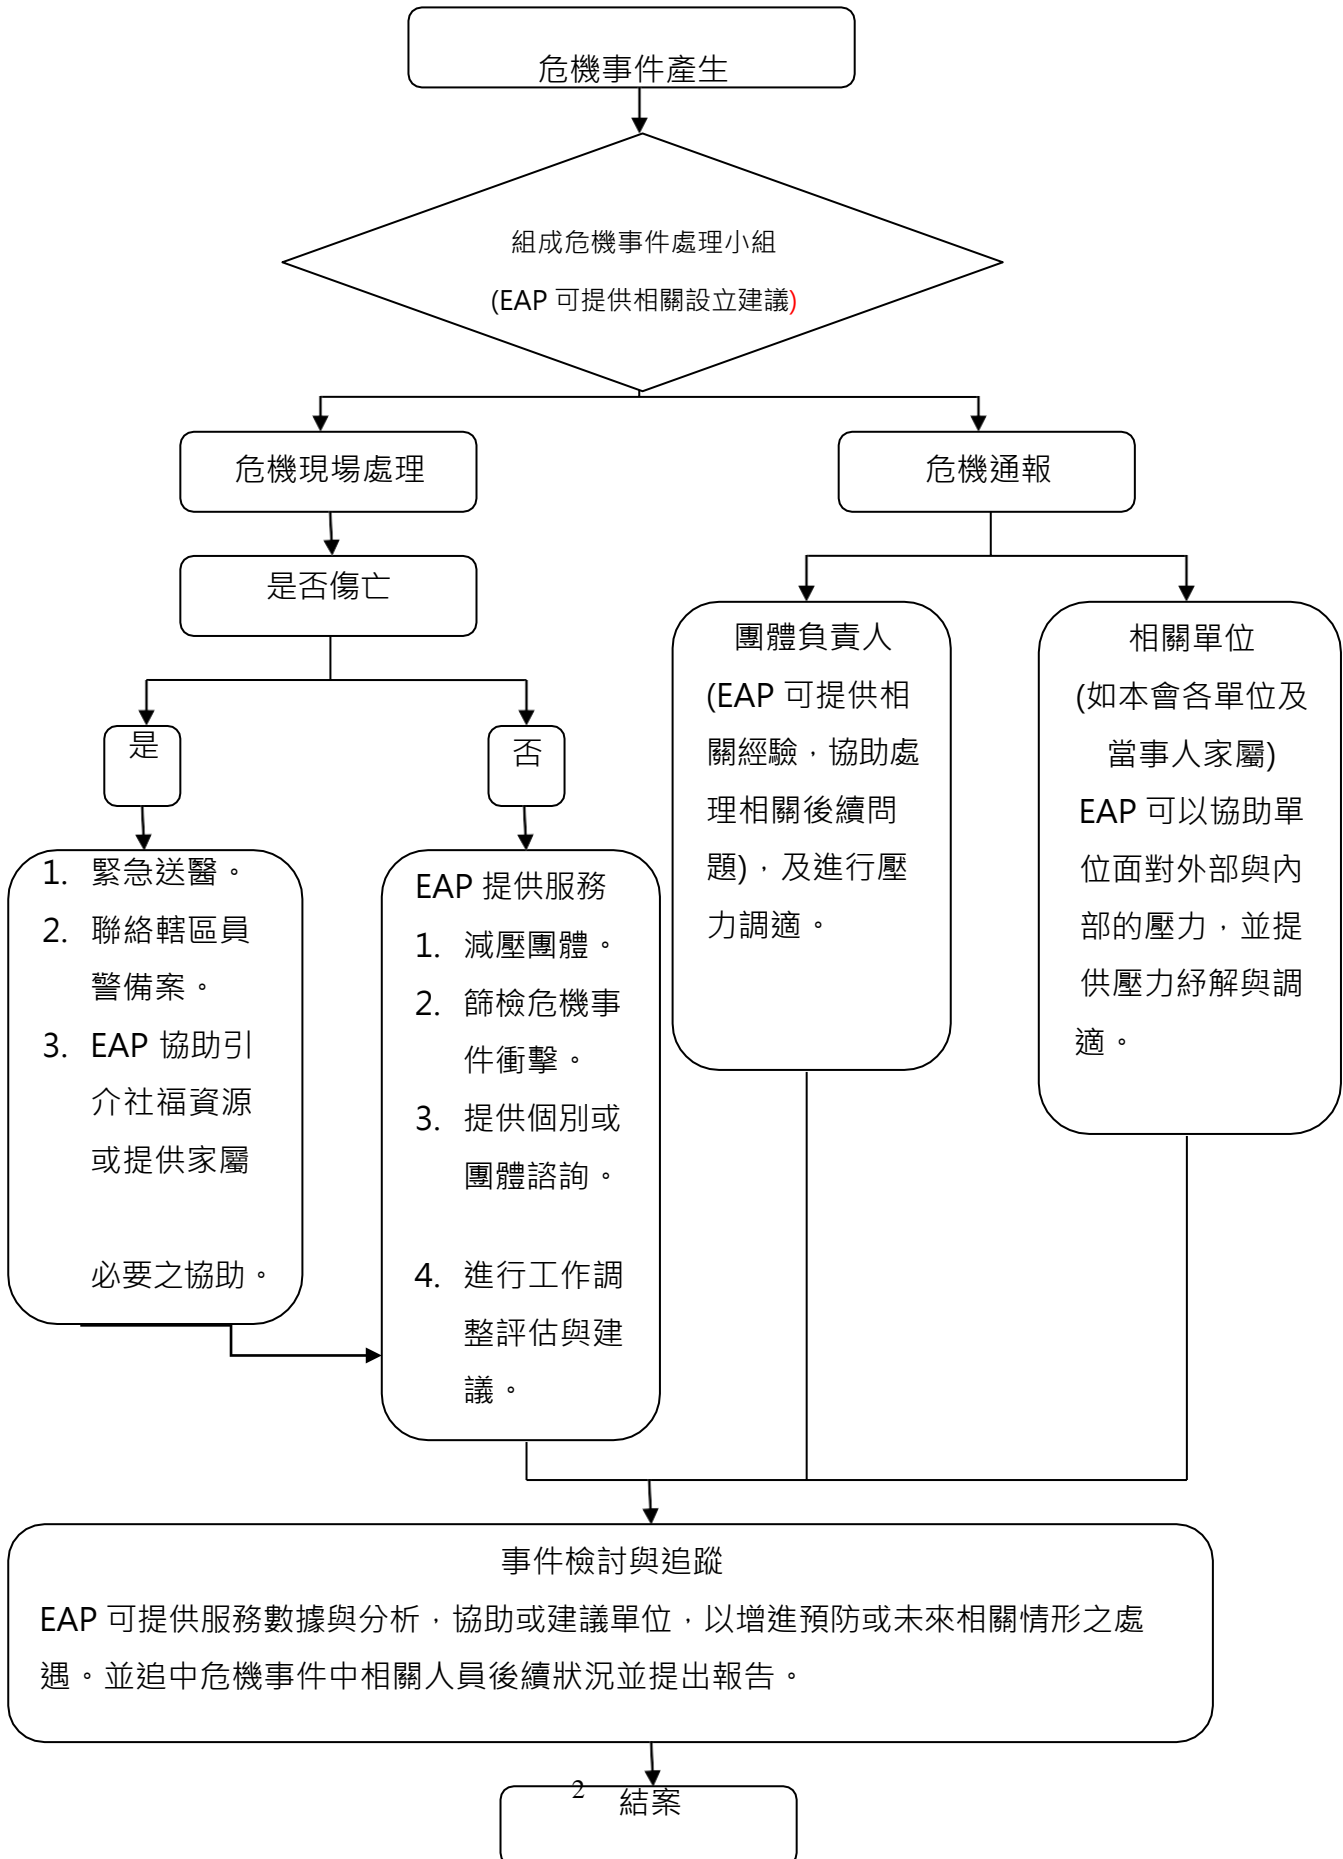 危機事件產生
組成危機事件處理小組
(EAP 可提供相關設立建議)
危機現場處理
危機通報
是否傷亡
是
否
1. 緊急送醫。
2. 聯絡轄區員
警備案。
3. EAP 協助引
介社福資源
或提供家屬
必要之協助。
EAP 提供服務
1. 減壓團體。
2. 篩檢危機事
件衝擊。
3. 提供個別或
團體諮詢。
4. 進行工作調
整評估與建
議。
團體負責人
(EAP 可提供相
關經驗，協助處
理相關後續問
題)，及進行壓
力調適。
相關單位
(如本會各單位及
當事人家屬)
EAP 可以協助單
位面對外部與內
部的壓力，並提
供壓力紓解與調
適。
事件檢討與追蹤
EAP 可提供服務數據與分析，協助或建議單位，以增進預防或未來相關情形之處
遇。並追中危機事件中相關人員後續狀況並提出報告。
2
結案